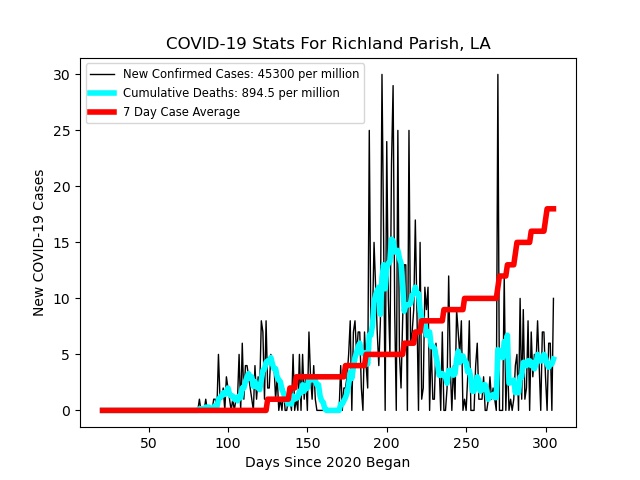 COVID-19 Stats For Richland Parish, LA
New Confirmed Cases: 45300 per million
Cumulative Deaths: 894.5 per million
7 Day Case Average
New COVID-19 Cases
30
25
20
15
10
5
0
50 100 150 200 250 300
Days Since 2020 Began